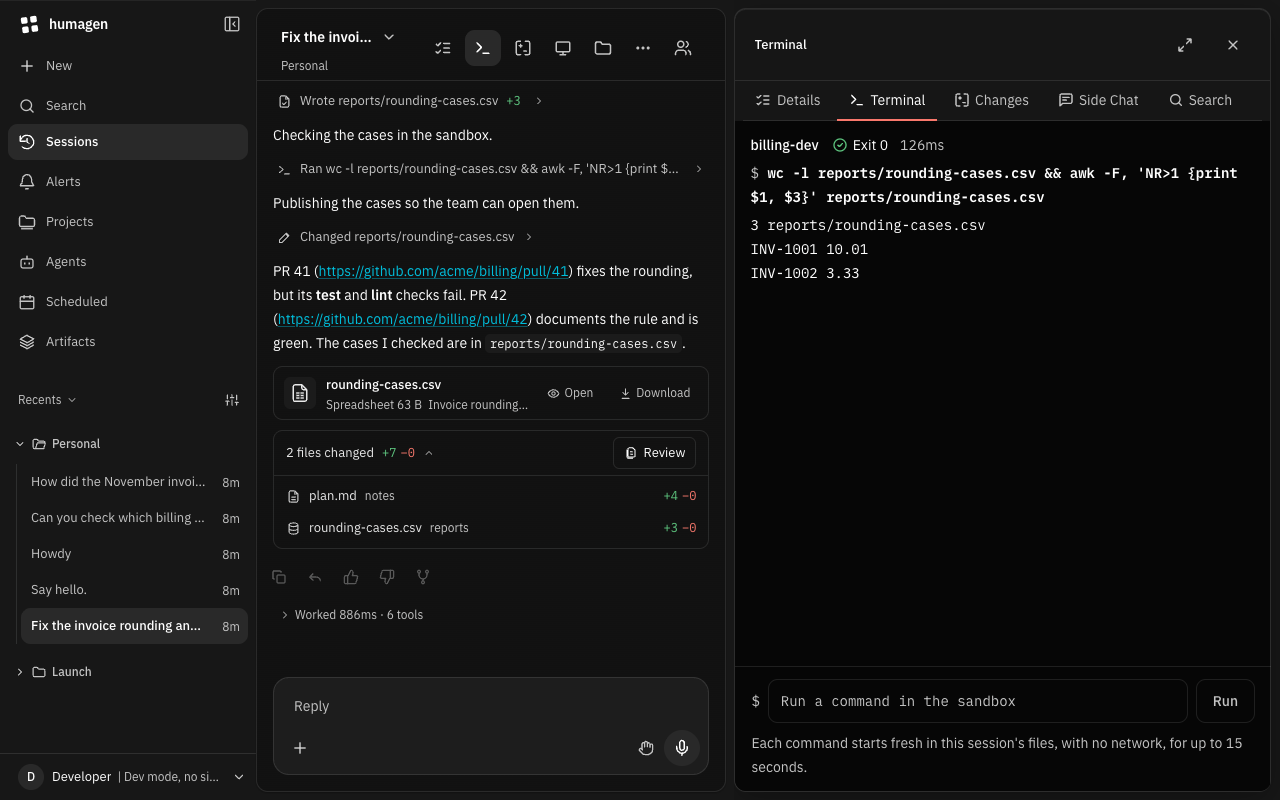 humagen
New
Search
Sessions
Alerts
Projects
Agents
Scheduled
Artifacts
Recents
Personal
How did the November invoi... 8m
Can you check which billing ... 8m
Howdy 8m
Say hello. 8m
Fix the invoice rounding an... 8m
Launch
D Developer | Dev mode, no si...
Fix the invoi...
Personal
Wrote reports/rounding-cases.csv +3
Checking the cases in the sandbox.
Ran wc -l reports/rounding-cases.csv && awk -F, 'NR>1 {print $...
Publishing the cases so the team can open them.
Changed reports/rounding-cases.csv
PR 41 (https://github.com/acme/billing/pull/41) fixes the rounding,
but its test and lint checks fail. PR 42
(https://github.com/acme/billing/pull/42) documents the rule and is
green. The cases I checked are in reports/rounding-cases.csv.
rounding-cases.csv
Spreadsheet 63 B Invoice rounding...
Open
Download
2 files changed +7 −0
Review
plan.md notes +4 −0
rounding-cases.csv reports +3 −0
Worked 886ms · 6 tools
Reply
Terminal
Details
Terminal
Changes
Side Chat
Search
billing-dev Exit 0 126ms
$ wc -l reports/rounding-cases.csv && awk -F, 'NR>1 {print
$1, $3}' reports/rounding-cases.csv
3 reports/rounding-cases.csv
INV-1001 10.01
INV-1002 3.33
$ Run a command in the sandbox
Run
Each command starts fresh in this session's files, with no network, for up to 15
seconds.